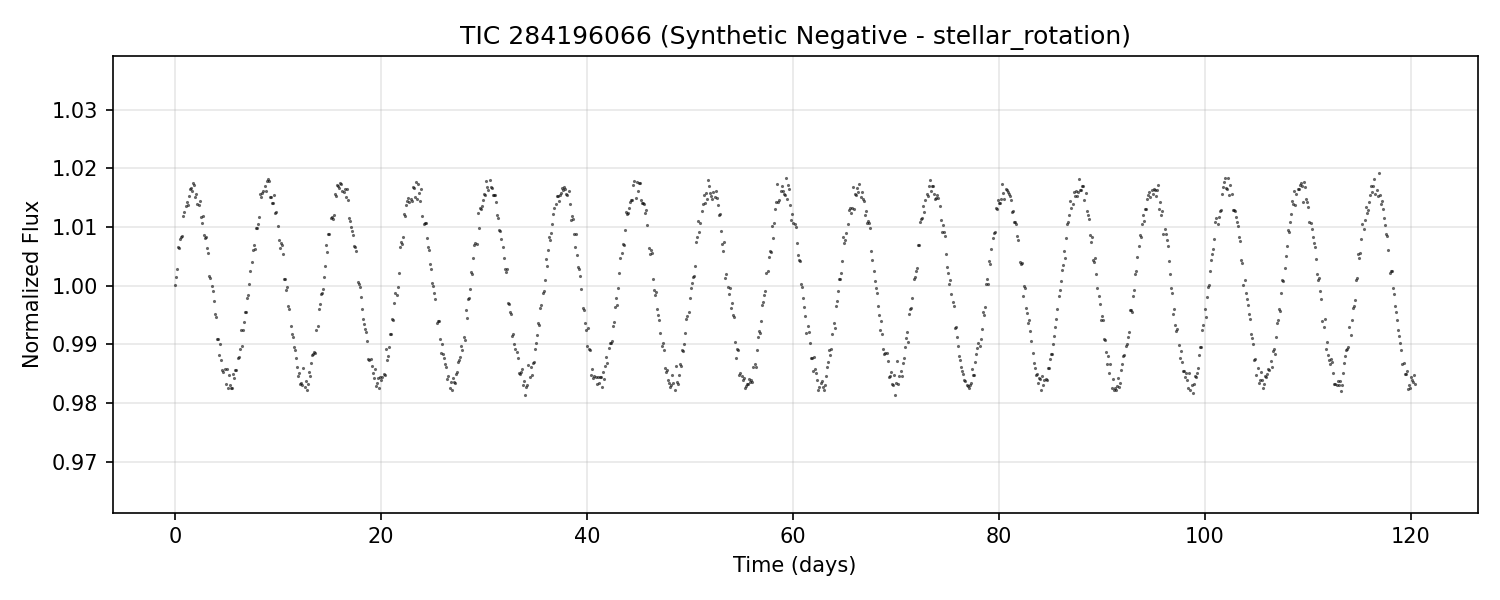 TIC 284196066 (Synthetic Negative - stellar_rotation)
1.03
1.02
1.01
1.00
0.99
0.98
0.97
Normalized Flux
0 20 40 60 80 100 120
Time (days)